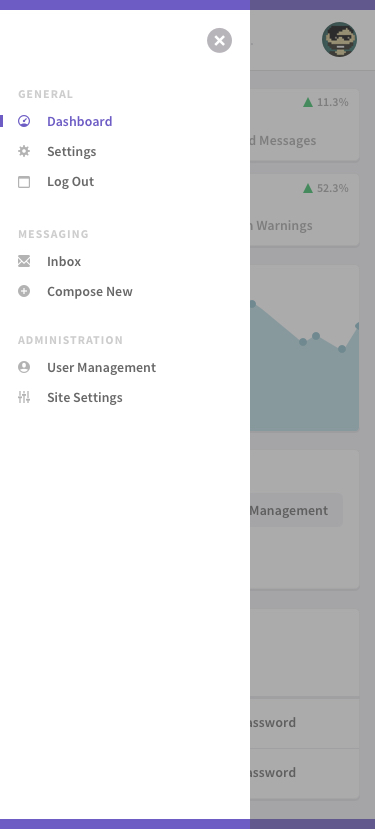 GENERAL
Dashboard
Settings
Log Out
MESSAGING
Inbox
Compose New
ADMINISTRATION
User Management
Site Settings
11.3%
Messages
52.3%
Warnings
Management
assword
assword